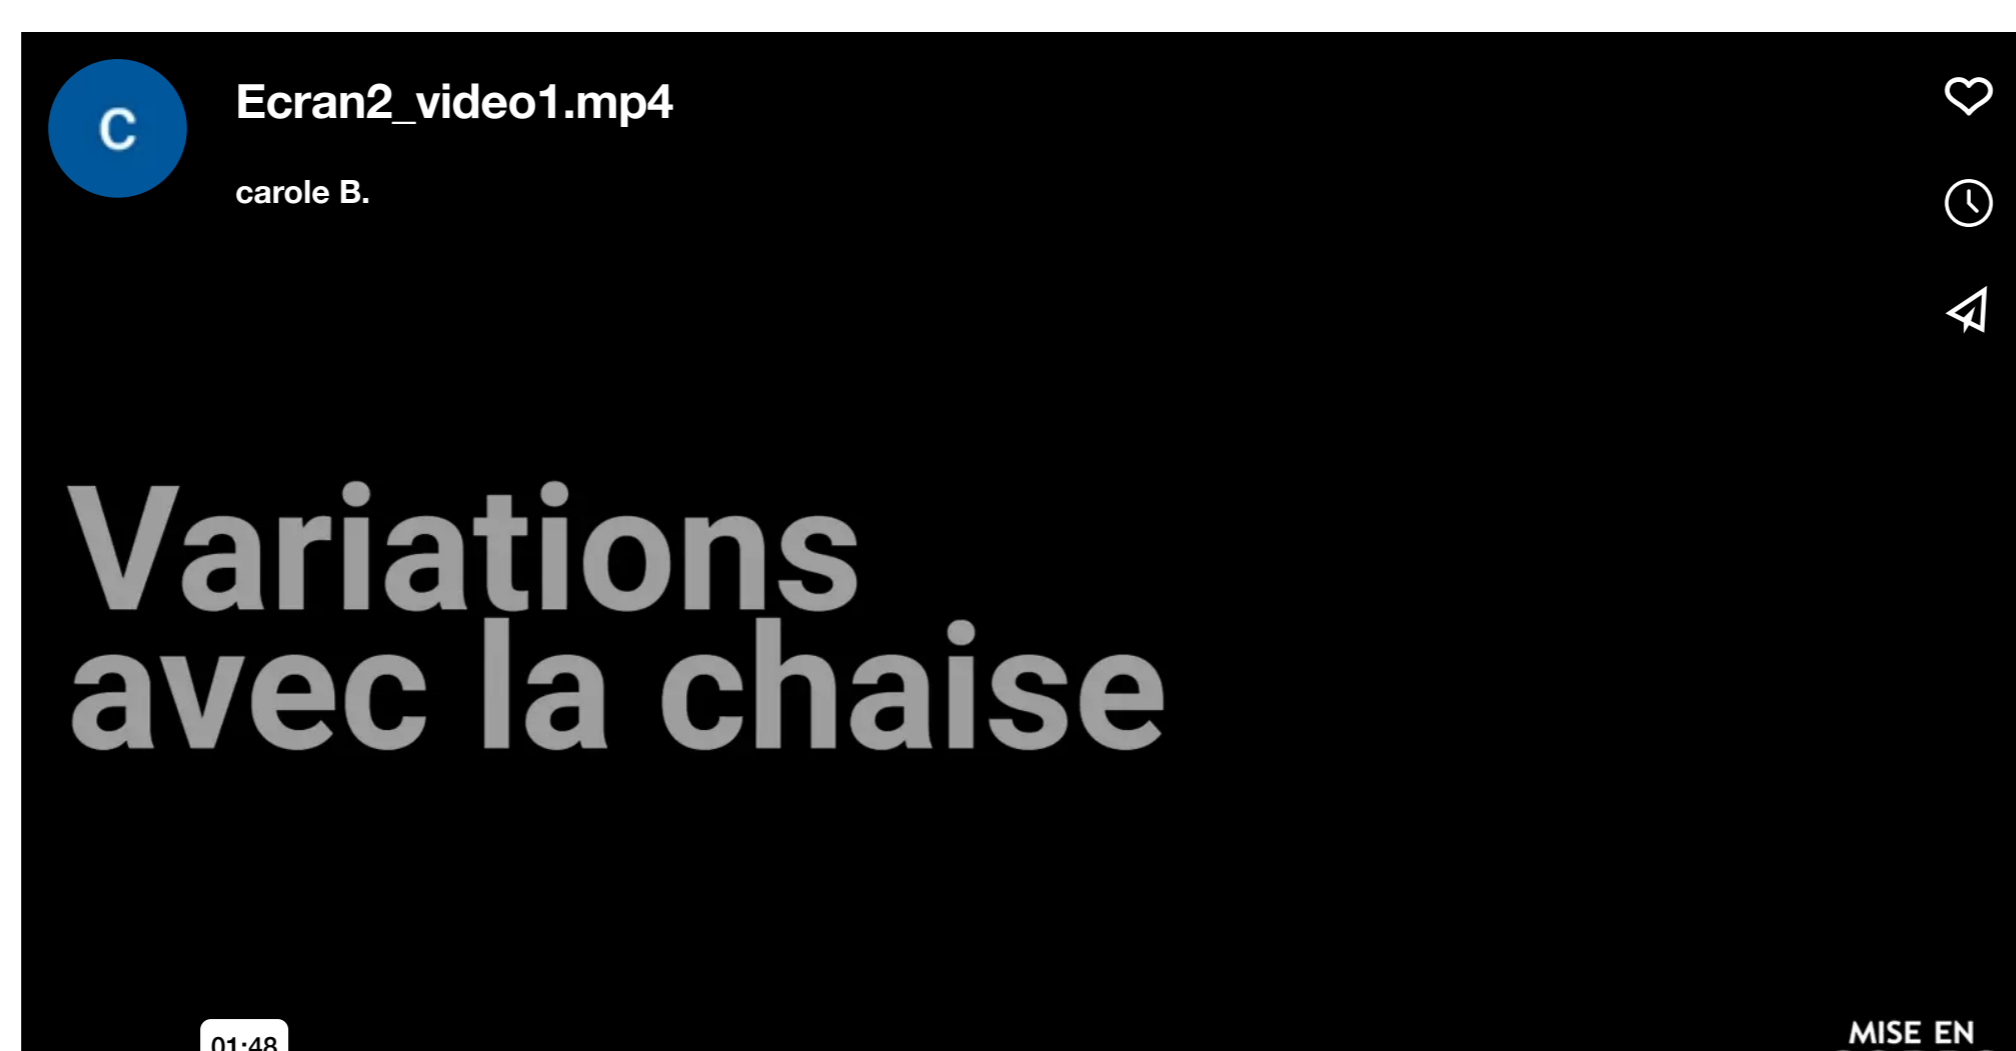 C
Ecran2_video1.mp4
carole B.
Variations
avec la chaise
01:48
MISE EN